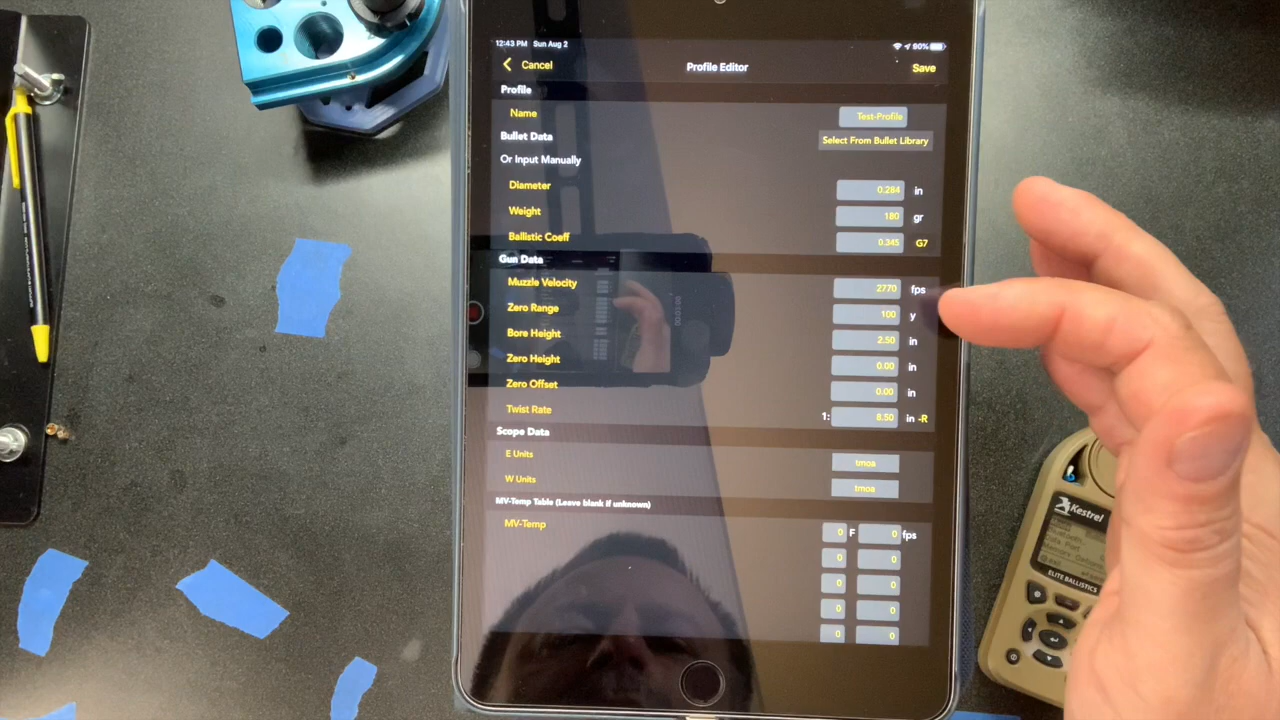 12:43 PM Sun Aug 2 90%
Cancel Profile Editor Save
Profile
Name Test-Profile
Bullet Data Select From Bullet Library
Or Input Manually
Diameter 0.284 in
Weight 180 gr
Ballistic Coeff 0.345 G7
Gun Data
Muzzle Velocity 2770 fps
Zero Range 100 y
Bore Height 2.50 in
Zero Height 0.00 in
Zero Offset 0.00 in
Twist Rate 1: 8.50 in -R
Scope Data
E Units tmoa
W Units tmoa
MV-Temp Table (Leave blank if unknown)
MV-Temp 0 F 0 fps
0 0
0 0
0 0
0 0
Kestrel
Bluetooth
Data Port
ELITE BALLISTICS